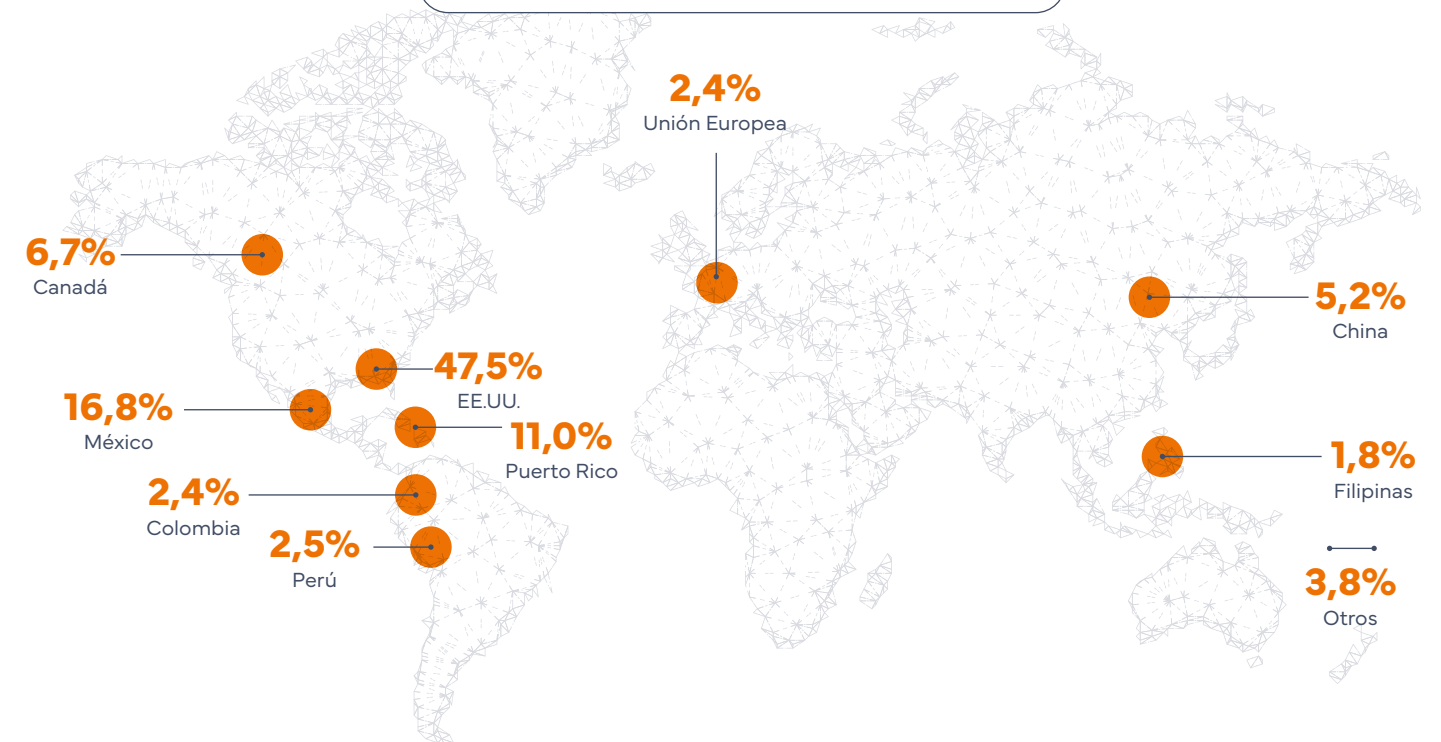 2,4%
Unión Europea
6,7%
Canadá
5,2%
China
47,5%
EE.UU.
16,8%
México
11,0%
Puerto Rico
1,8%
Filipinas
2,4%
Colombia
2,5%
Perú
3,8%
Otros